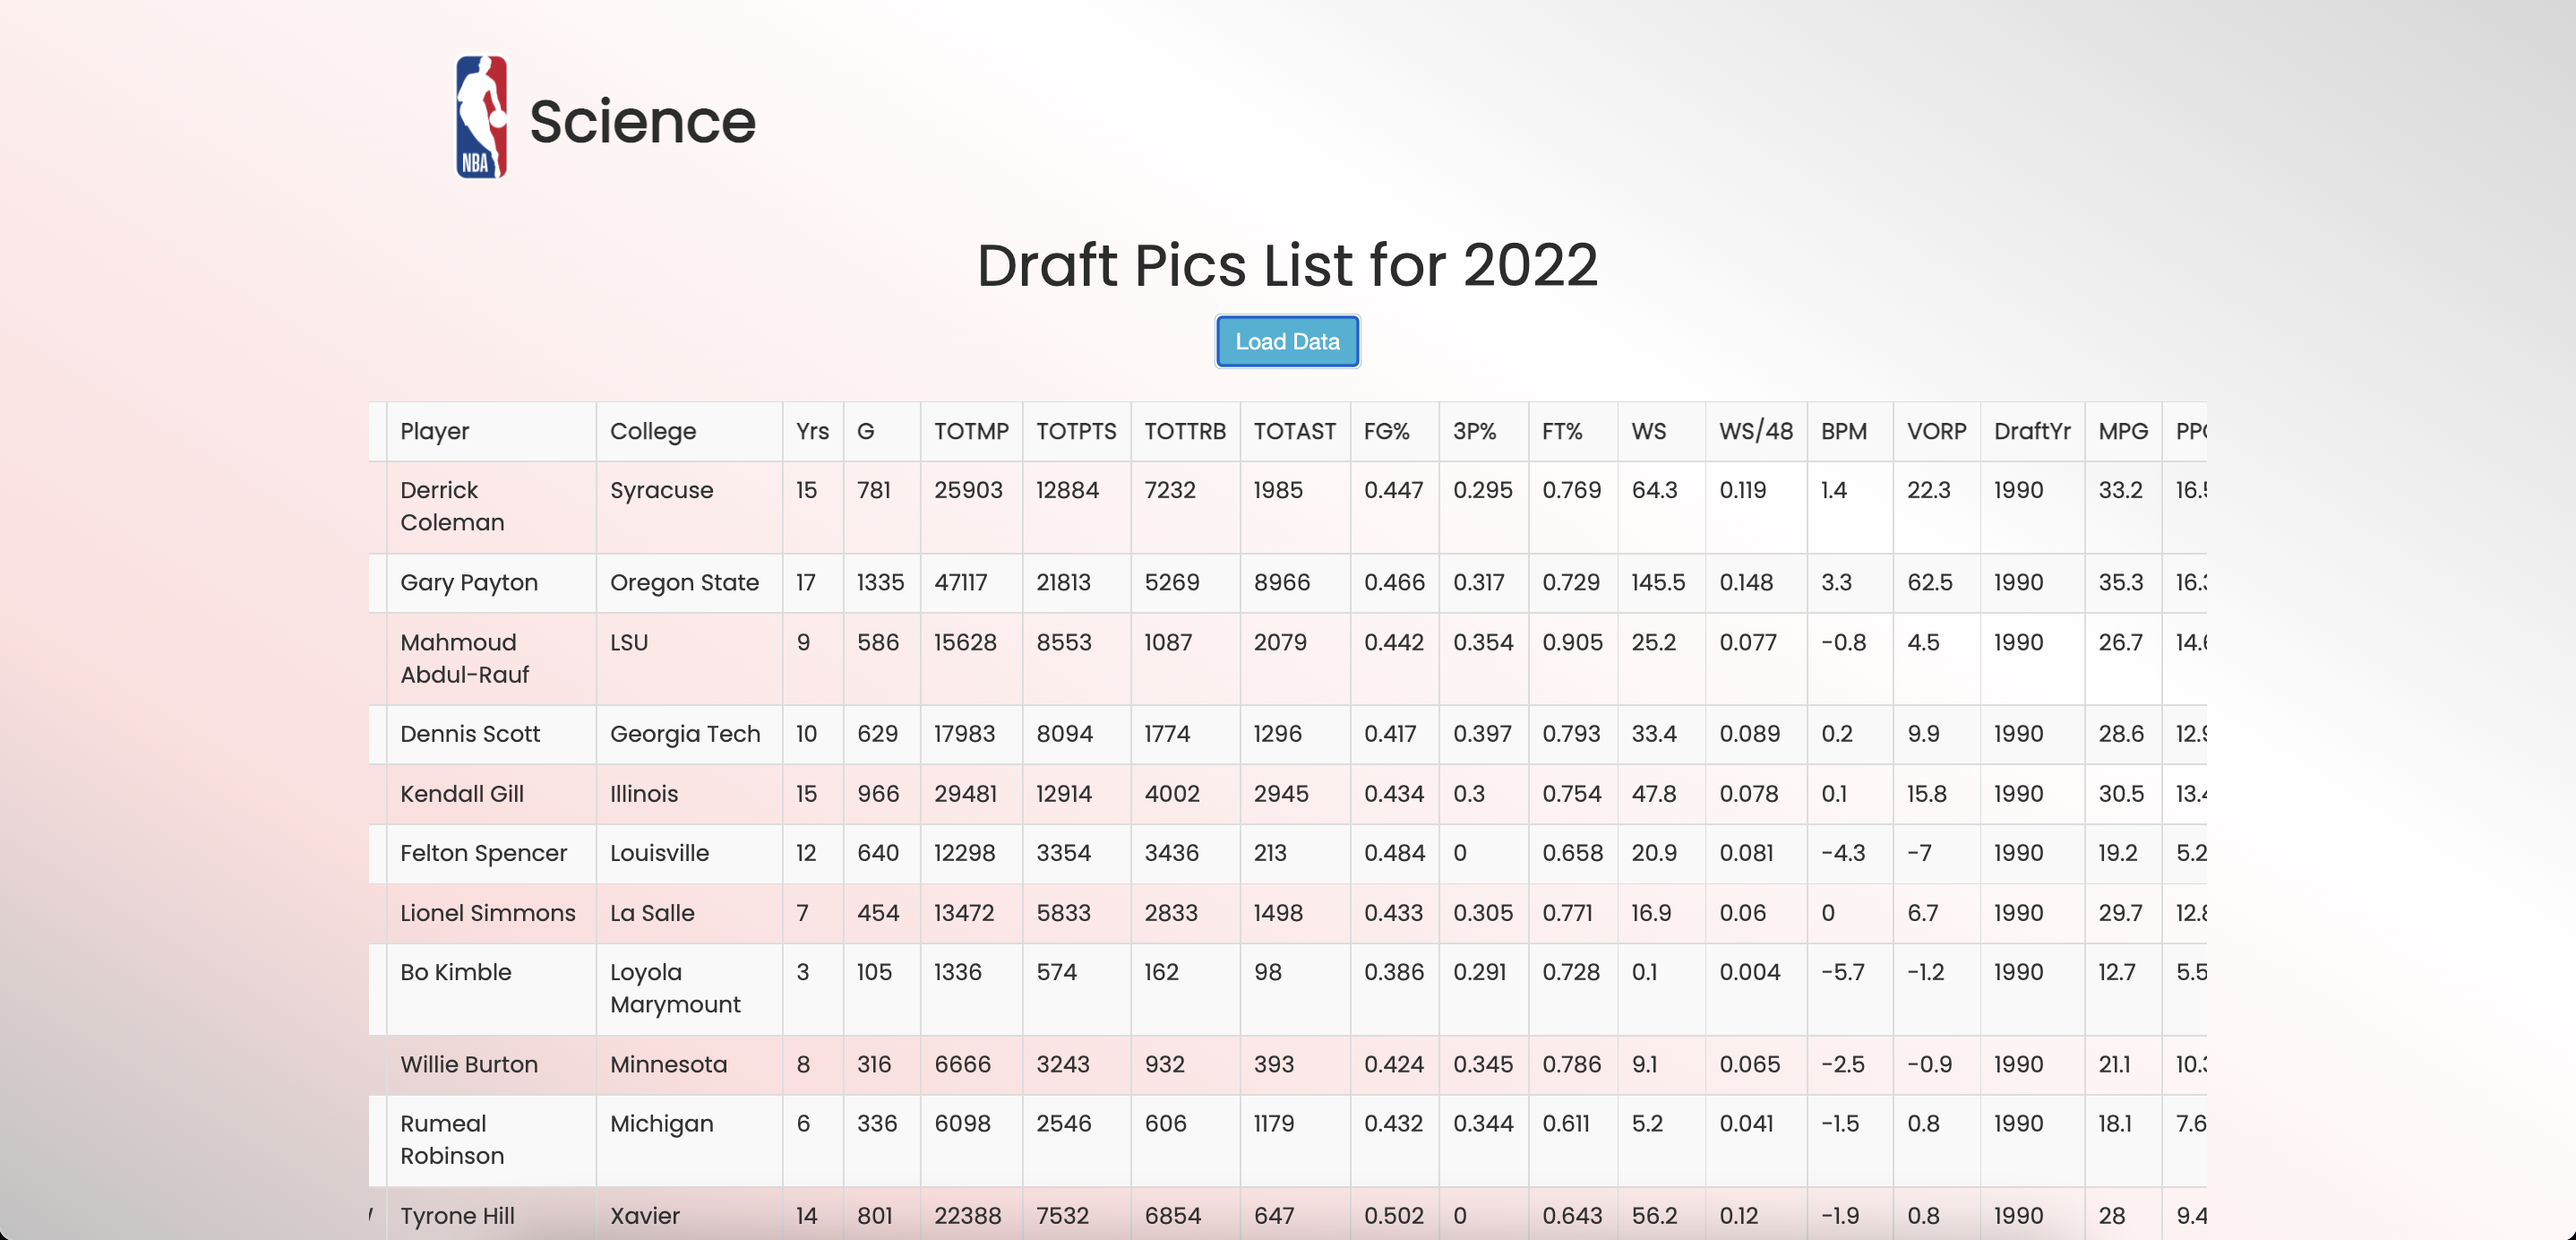 NBA
Science
Draft Pics List for 2022
Load Data
Player College Yrs G TOTMP TOTPTS TOTTRB TOTAST FG% 3P% FT% WS WS/48 BPM VORP DraftYr MPG
Derrick Coleman Syracuse 15 781 25903 12884 7232 1985 0.447 0.295 0.769 64.3 0.119 1.4 22.3 1990 33.2
Gary Payton Oregon State 17 1335 47117 21813 5269 8966 0.466 0.317 0.729 145.5 0.148 3.3 62.5 1990 35.3
Mahmoud Abdul-Rauf LSU 9 586 15628 8553 1087 2079 0.442 0.354 0.905 25.2 0.077 -0.8 4.5 1990 26.7
Dennis Scott Georgia Tech 10 629 17983 8094 1774 1296 0.417 0.397 0.793 33.4 0.089 0.2 9.9 1990 28.6
Kendall Gill Illinois 15 966 29481 12914 4002 2945 0.434 0.3 0.754 47.8 0.078 0.1 15.8 1990 30.5
Felton Spencer Louisville 12 640 12298 3354 3436 213 0.484 0 0.658 20.9 0.081 -4.3 -7 1990 19.2 5.2
Lionel Simmons La Salle 7 454 13472 5833 2833 1498 0.433 0.305 0.771 16.9 0.06 0 6.7 1990 29.7
Bo Kimble Loyola Marymount 3 105 1336 574 162 98 0.386 0.291 0.728 0.1 0.004 -5.7 -1.2 1990 12.7 5.5
Willie Burton Minnesota 8 316 6666 3243 932 393 0.424 0.345 0.786 9.1 0.065 -2.5 -0.9 1990 21.1
Rumeal Robinson Michigan 6 336 6098 2546 606 1179 0.432 0.344 0.611 5.2 0.041 -1.5 0.8 1990 18.1 7.6
Tyrone Hill Xavier 14 801 22388 7532 6854 647 0.502 0 0.643 56.2 0.12 -1.9 0.8 1990 28 9.4